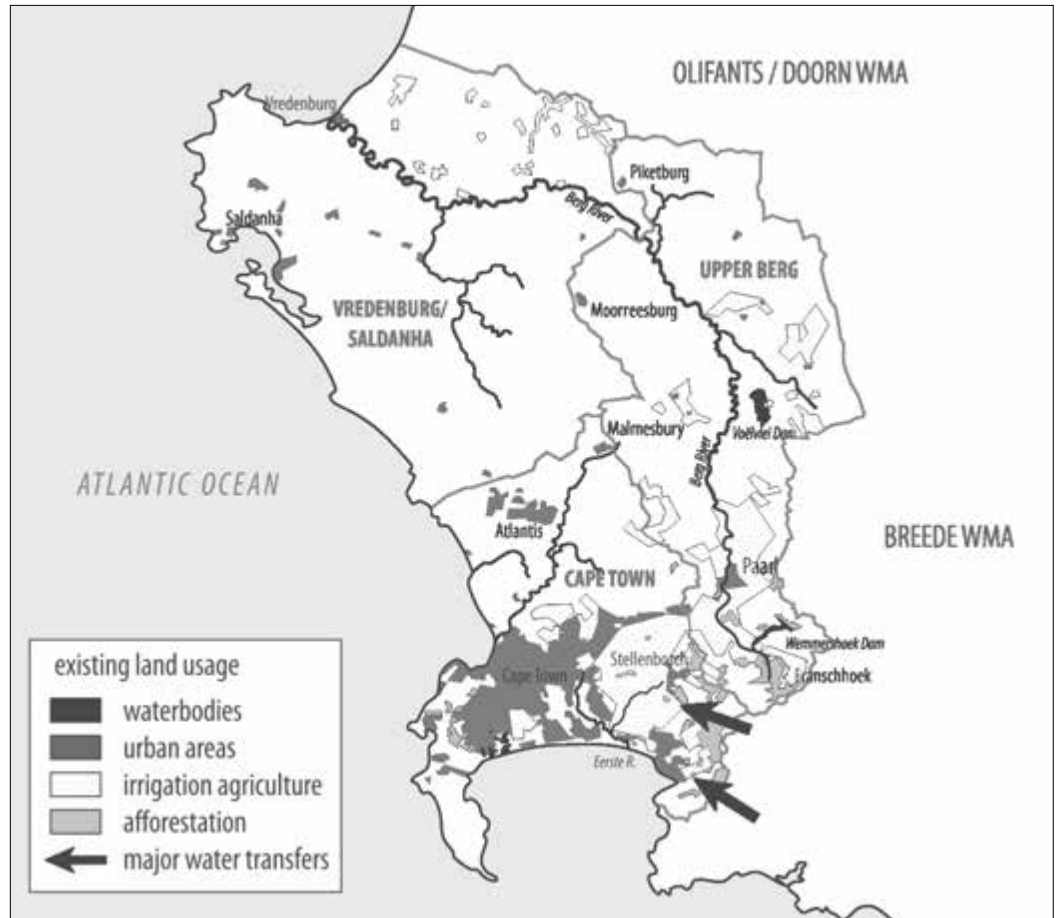 OLIFANTS / DOORN WMA
Vredenburg
Piketburg
Berg River
Saldanha
UPPER BERG
VREDENBURG/
SALDANHA
Moorreesburg
Malmesbury
Voëlvlei Dam
Berg River
ATLANTIC OCEAN
Atlantis
BREEDE WMA
Paarl
CAPE TOWN
Wemmershoek Dam
Stellenbosch
Franschhoek
Cape Town
Eerste R.
existing land usage
waterbodies
urban areas
irrigation agriculture
afforestation
major water transfers